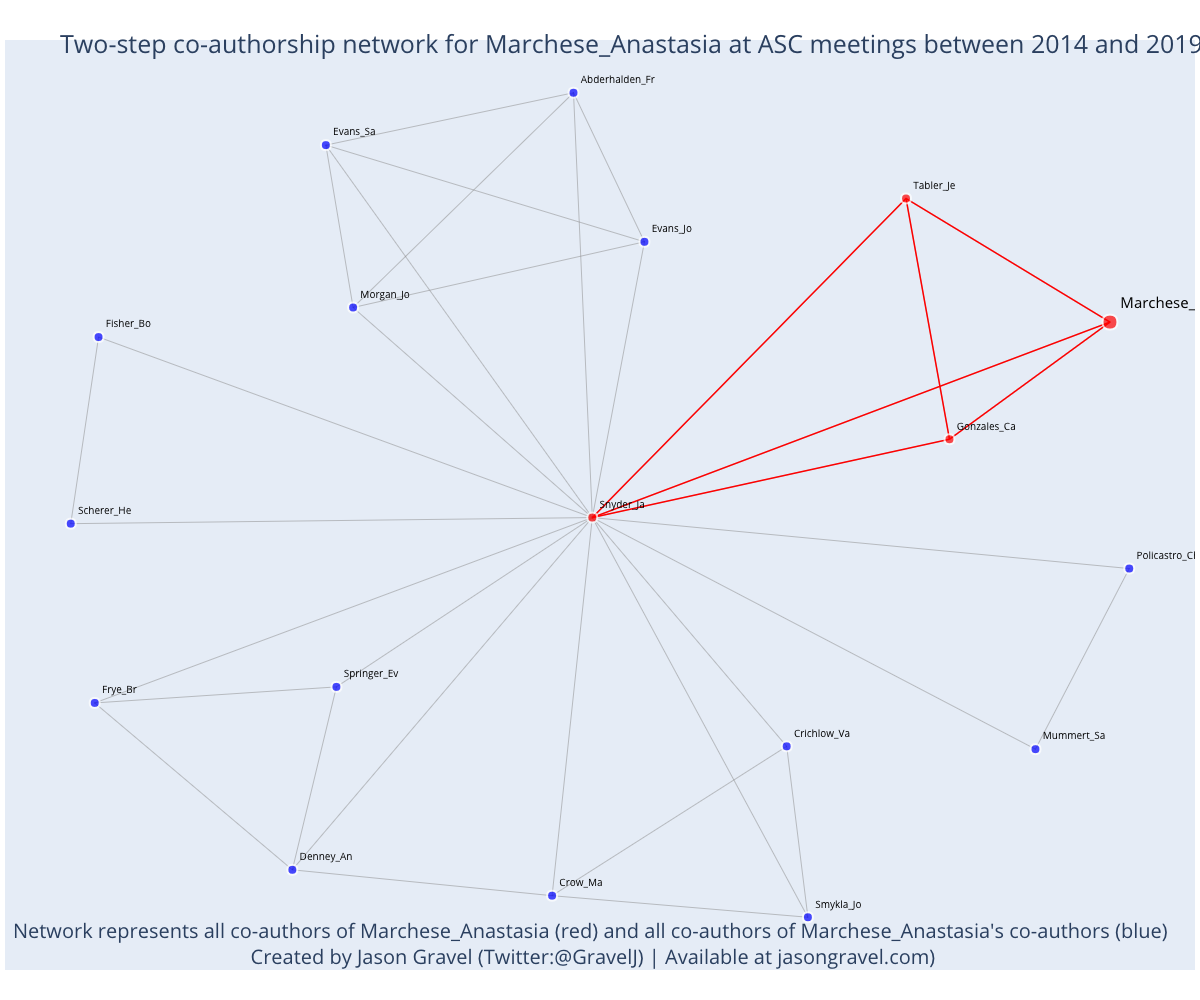 Two-step co-authorship network for Marchese_Anastasia at ASC meetings between 2014 and 2019
Abderhalden_Fr
Evans_Sa
Tabler_Je
Evans_Jo
Morgan_Jo
Marchese_
Fisher_Bo
Gonzales_Ca
Snyder_Ja
Scherer_He
Policastro_Cl
Springer_Ev
Frye_Br
Crichlow_Va
Mummert_Sa
Denney_An
Crow_Ma
Smykla_Jo
Network represents all co-authors of Marchese_Anastasia (red) and all co-authors of Marchese_Anastasia's co-authors (blue)
Created by Jason Gravel (Twitter:@GravelJ) | Available at jasongravel.com)